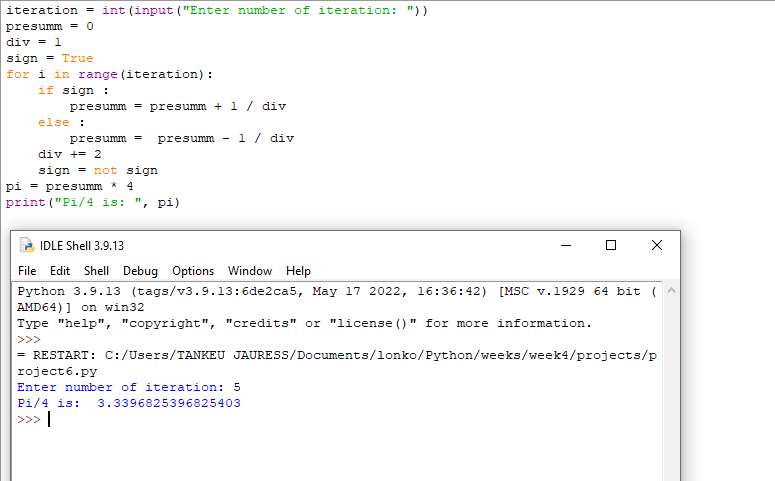 iteration = int(input("Enter number of iteration: "))
presumm = 0
div = 1
sign = True
for i in range(iteration):
    if sign :
        presumm = presumm + 1 / div
    else :
        presumm =  presumm - 1 / div
    div += 2
    sign = not sign
pi = presumm * 4
print("Pi/4 is: ", pi)
IDLE Shell 3.9.13
File Edit Shell Debug Options Window Help
Python 3.9.13 (tags/v3.9.13:6de2ca5, May 17 2022, 16:36:42) [MSC v.1929 64 bit (
AMD64)] on win32
Type "help", "copyright", "credits" or "license()" for more information.
>>>
= RESTART: C:/Users/TANKEU JAURESS/Documents/lonko/Python/weeks/week4/projects/p
roject6.py
Enter number of iteration: 5
Pi/4 is:  3.3396825396825403
>>>